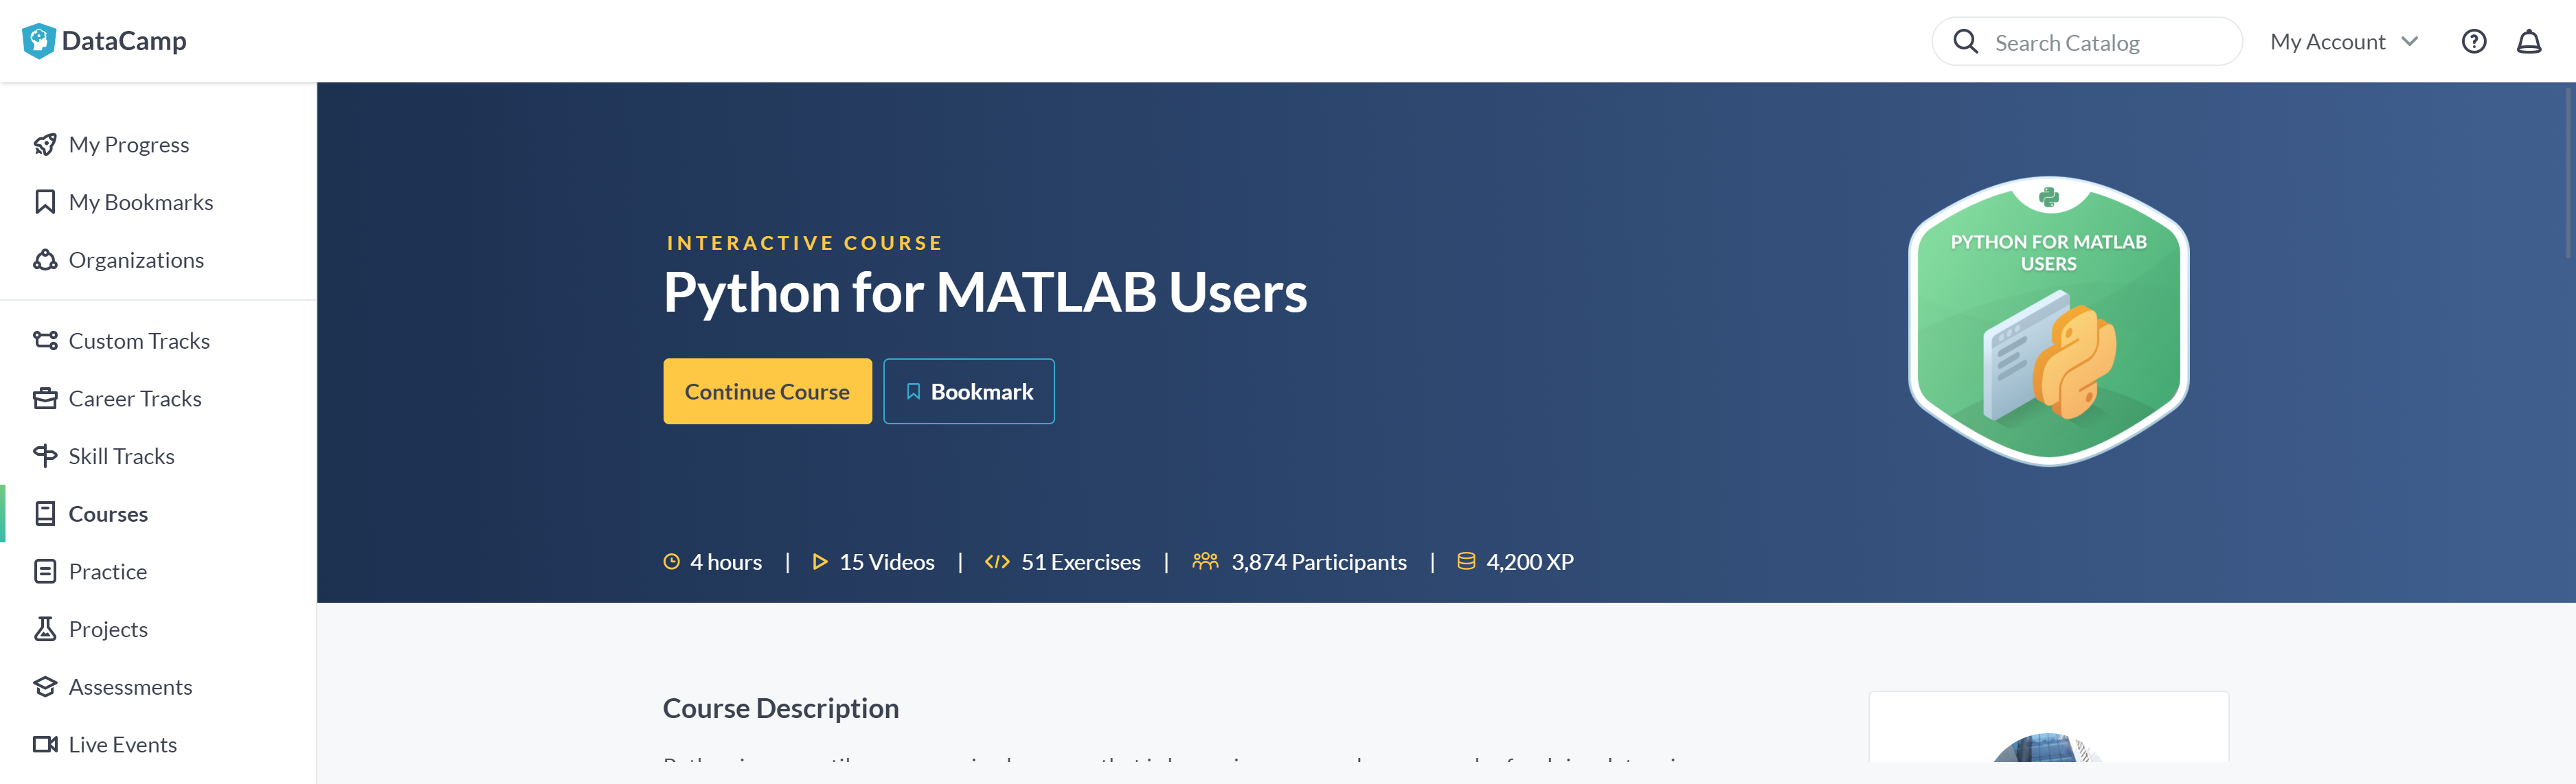 DataCamp
Search Catalog
My Account
My Progress
My Bookmarks
Organizations
Custom Tracks
Career Tracks
Skill Tracks
Courses
Practice
Projects
Assessments
Live Events
INTERACTIVE COURSE
Python for MATLAB Users
Continue Course
Bookmark
4 hours | 15 Videos | 51 Exercises | 3,874 Participants | 4,200 XP
PYTHON FOR MATLAB
USERS
Course Description